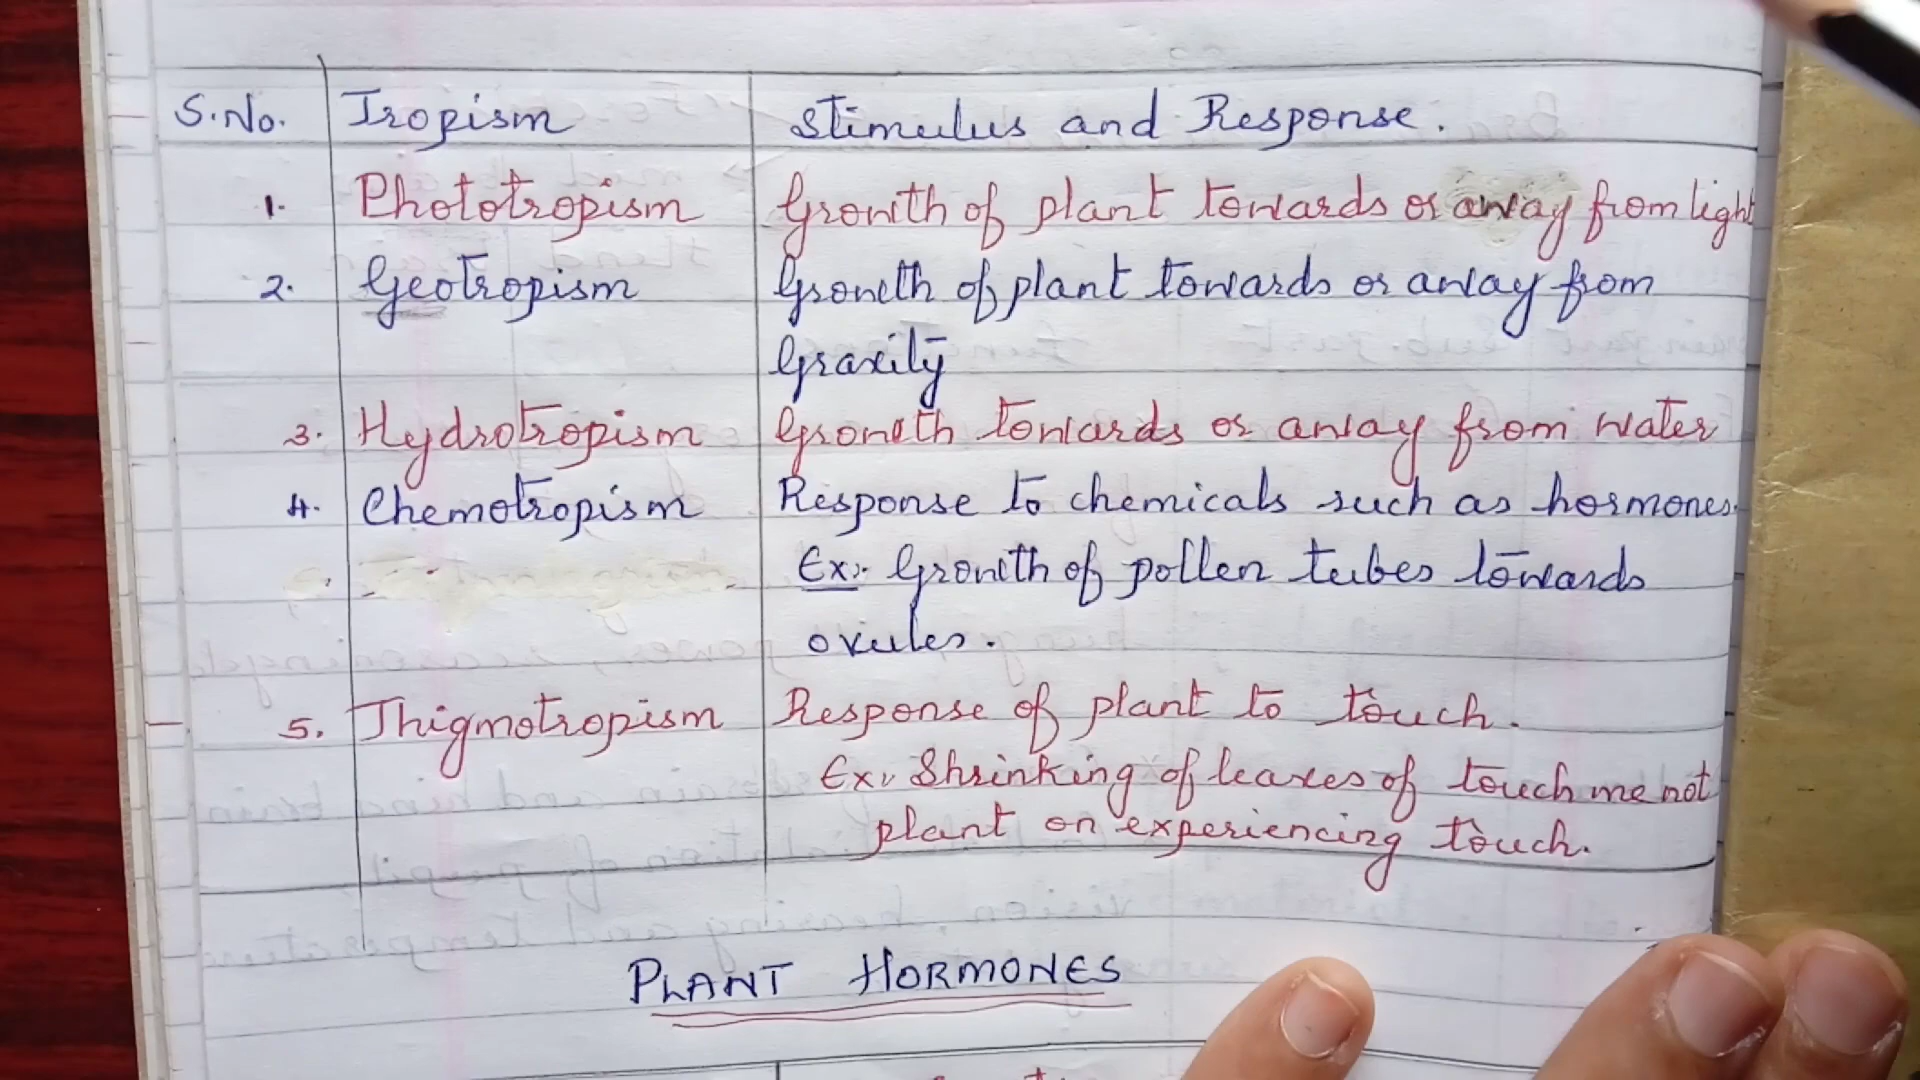 S.No. Tropism Stimulus and Response.
1. Phototropism Growth of plant towards or away from light
2. Geotropism Growth of plant towards or away from
Gravity
3. Hydrotropism Growth towards or away from water
4. Chemotropism Response to chemicals such as hormones.
Ex:- Growth of pollen tubes towards
ovules.
5. Thigmotropism Response of plant to touch.
Ex:- Shrinking of leaves of touch me not
plant on experiencing touch.
PLANT HORMONES